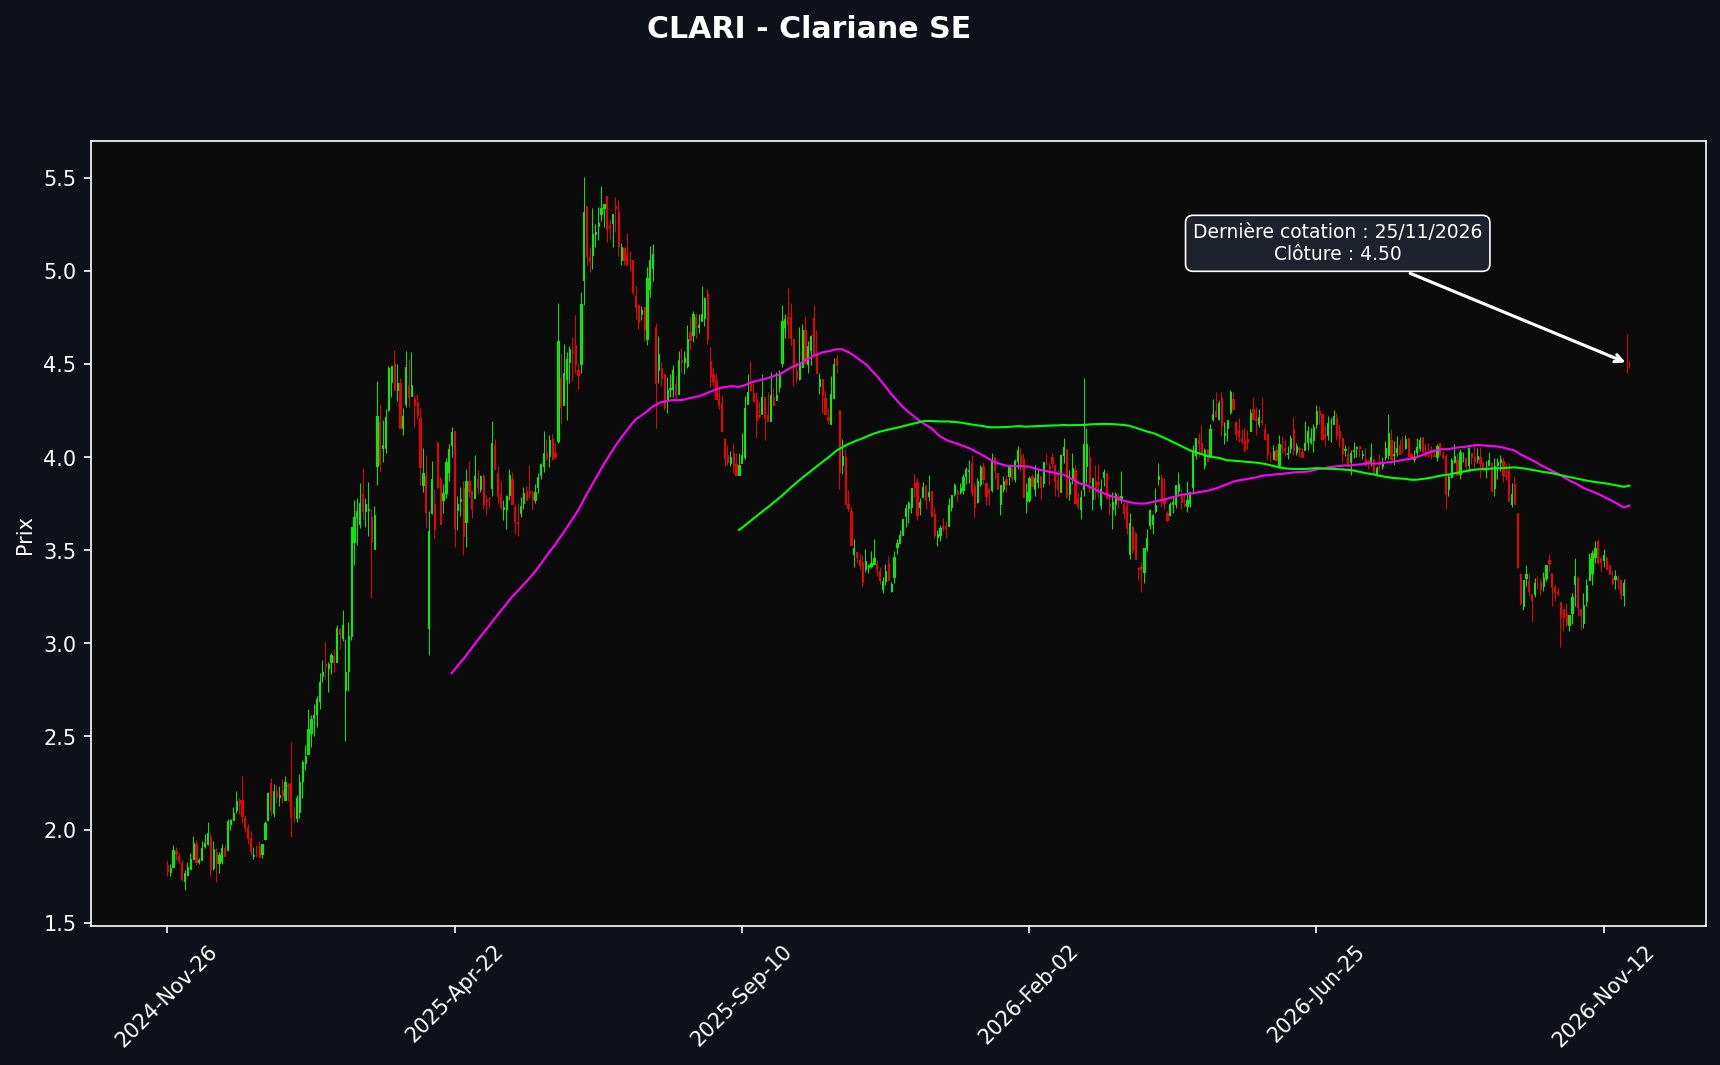 CLARI - Clariane SE
Dernière cotation : 25/11/2026
Clôture : 4.50
Prix
5.5
5.0
4.5
4.0
3.5
3.0
2.5
2.0
1.5
2024-Nov-26
2025-Apr-22
2025-Sep-10
2026-Feb-02
2026-Jun-25
2026-Nov-12